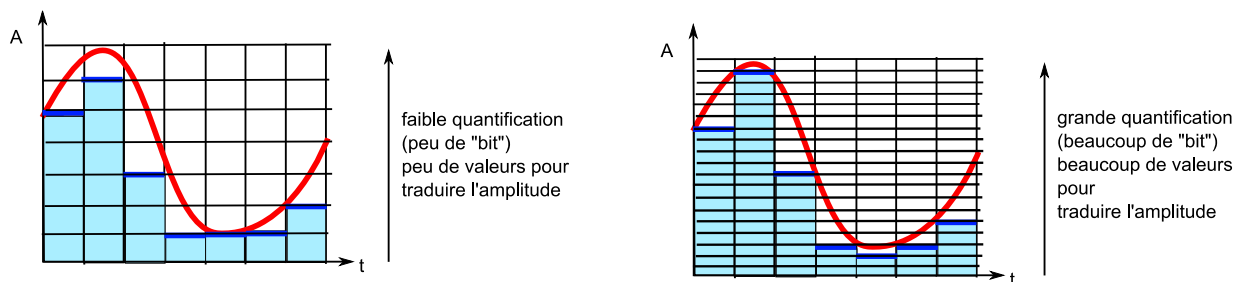 A
faible quantification
(peu de "bit")
peu de valeurs pour
traduire l'amplitude
t
A
grande quantification
(beaucoup de "bit")
beaucoup de valeurs
pour
traduire l'amplitude
t